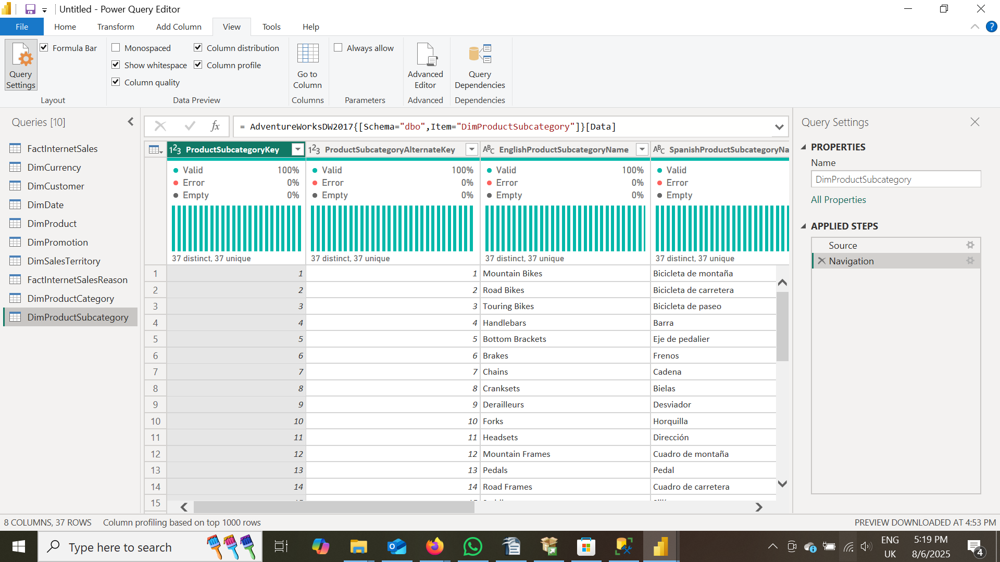 Untitled - Power Query Editor
File Home Transform Add Column View Tools Help
Query Settings
Formula Bar
Layout
Monospaced
Show whitespace
Column quality
Column distribution
Column profile
Data Preview
Go to Column
Columns
Always allow
Parameters
Advanced Editor
Advanced
Query Dependencies
Dependencies
Queries [10]
FactInternetSales
DimCurrency
DimCustomer
DimDate
DimProduct
DimPromotion
DimSalesTerritory
FactInternetSalesReason
DimProductCategory
DimProductSubcategory
fx
= AdventureWorksDW2017{[Schema="dbo",Item="DimProductSubcategory"]}[Data]
123 ProductSubcategoryKey 123 ProductSubcategoryAlternateKey ABC EnglishProductSubcategoryName ABC SpanishProductSubcategoryNa
Valid 100% Valid 100% Valid 100% Valid
Error 0% Error 0% Error 0% Error
Empty 0% Empty 0% Empty 0% Empty
37 distinct, 37 unique 37 distinct, 37 unique 37 distinct, 37 unique 37 distinct, 37 unique
1 1 1 Mountain Bikes Bicicleta de montaña
2 2 2 Road Bikes Bicicleta de carretera
3 3 3 Touring Bikes Bicicleta de paseo
4 4 4 Handlebars Barra
5 5 5 Bottom Brackets Eje de pedalier
6 6 6 Brakes Frenos
7 7 7 Chains Cadena
8 8 8 Cranksets Bielas
9 9 9 Derailleurs Desviador
10 10 10 Forks Horquilla
11 11 11 Headsets Dirección
12 12 12 Mountain Frames Cuadro de montaña
13 13 13 Pedals Pedal
14 14 14 Road Frames Cuadro de carretera
15
Query Settings
PROPERTIES
Name
DimProductSubcategory
All Properties
APPLIED STEPS
Source
Navigation
8 COLUMNS, 37 ROWS Column profiling based on top 1000 rows PREVIEW DOWNLOADED AT 4:53 PM
Type here to search
ENG
UK
5:19 PM
8/6/2025
4